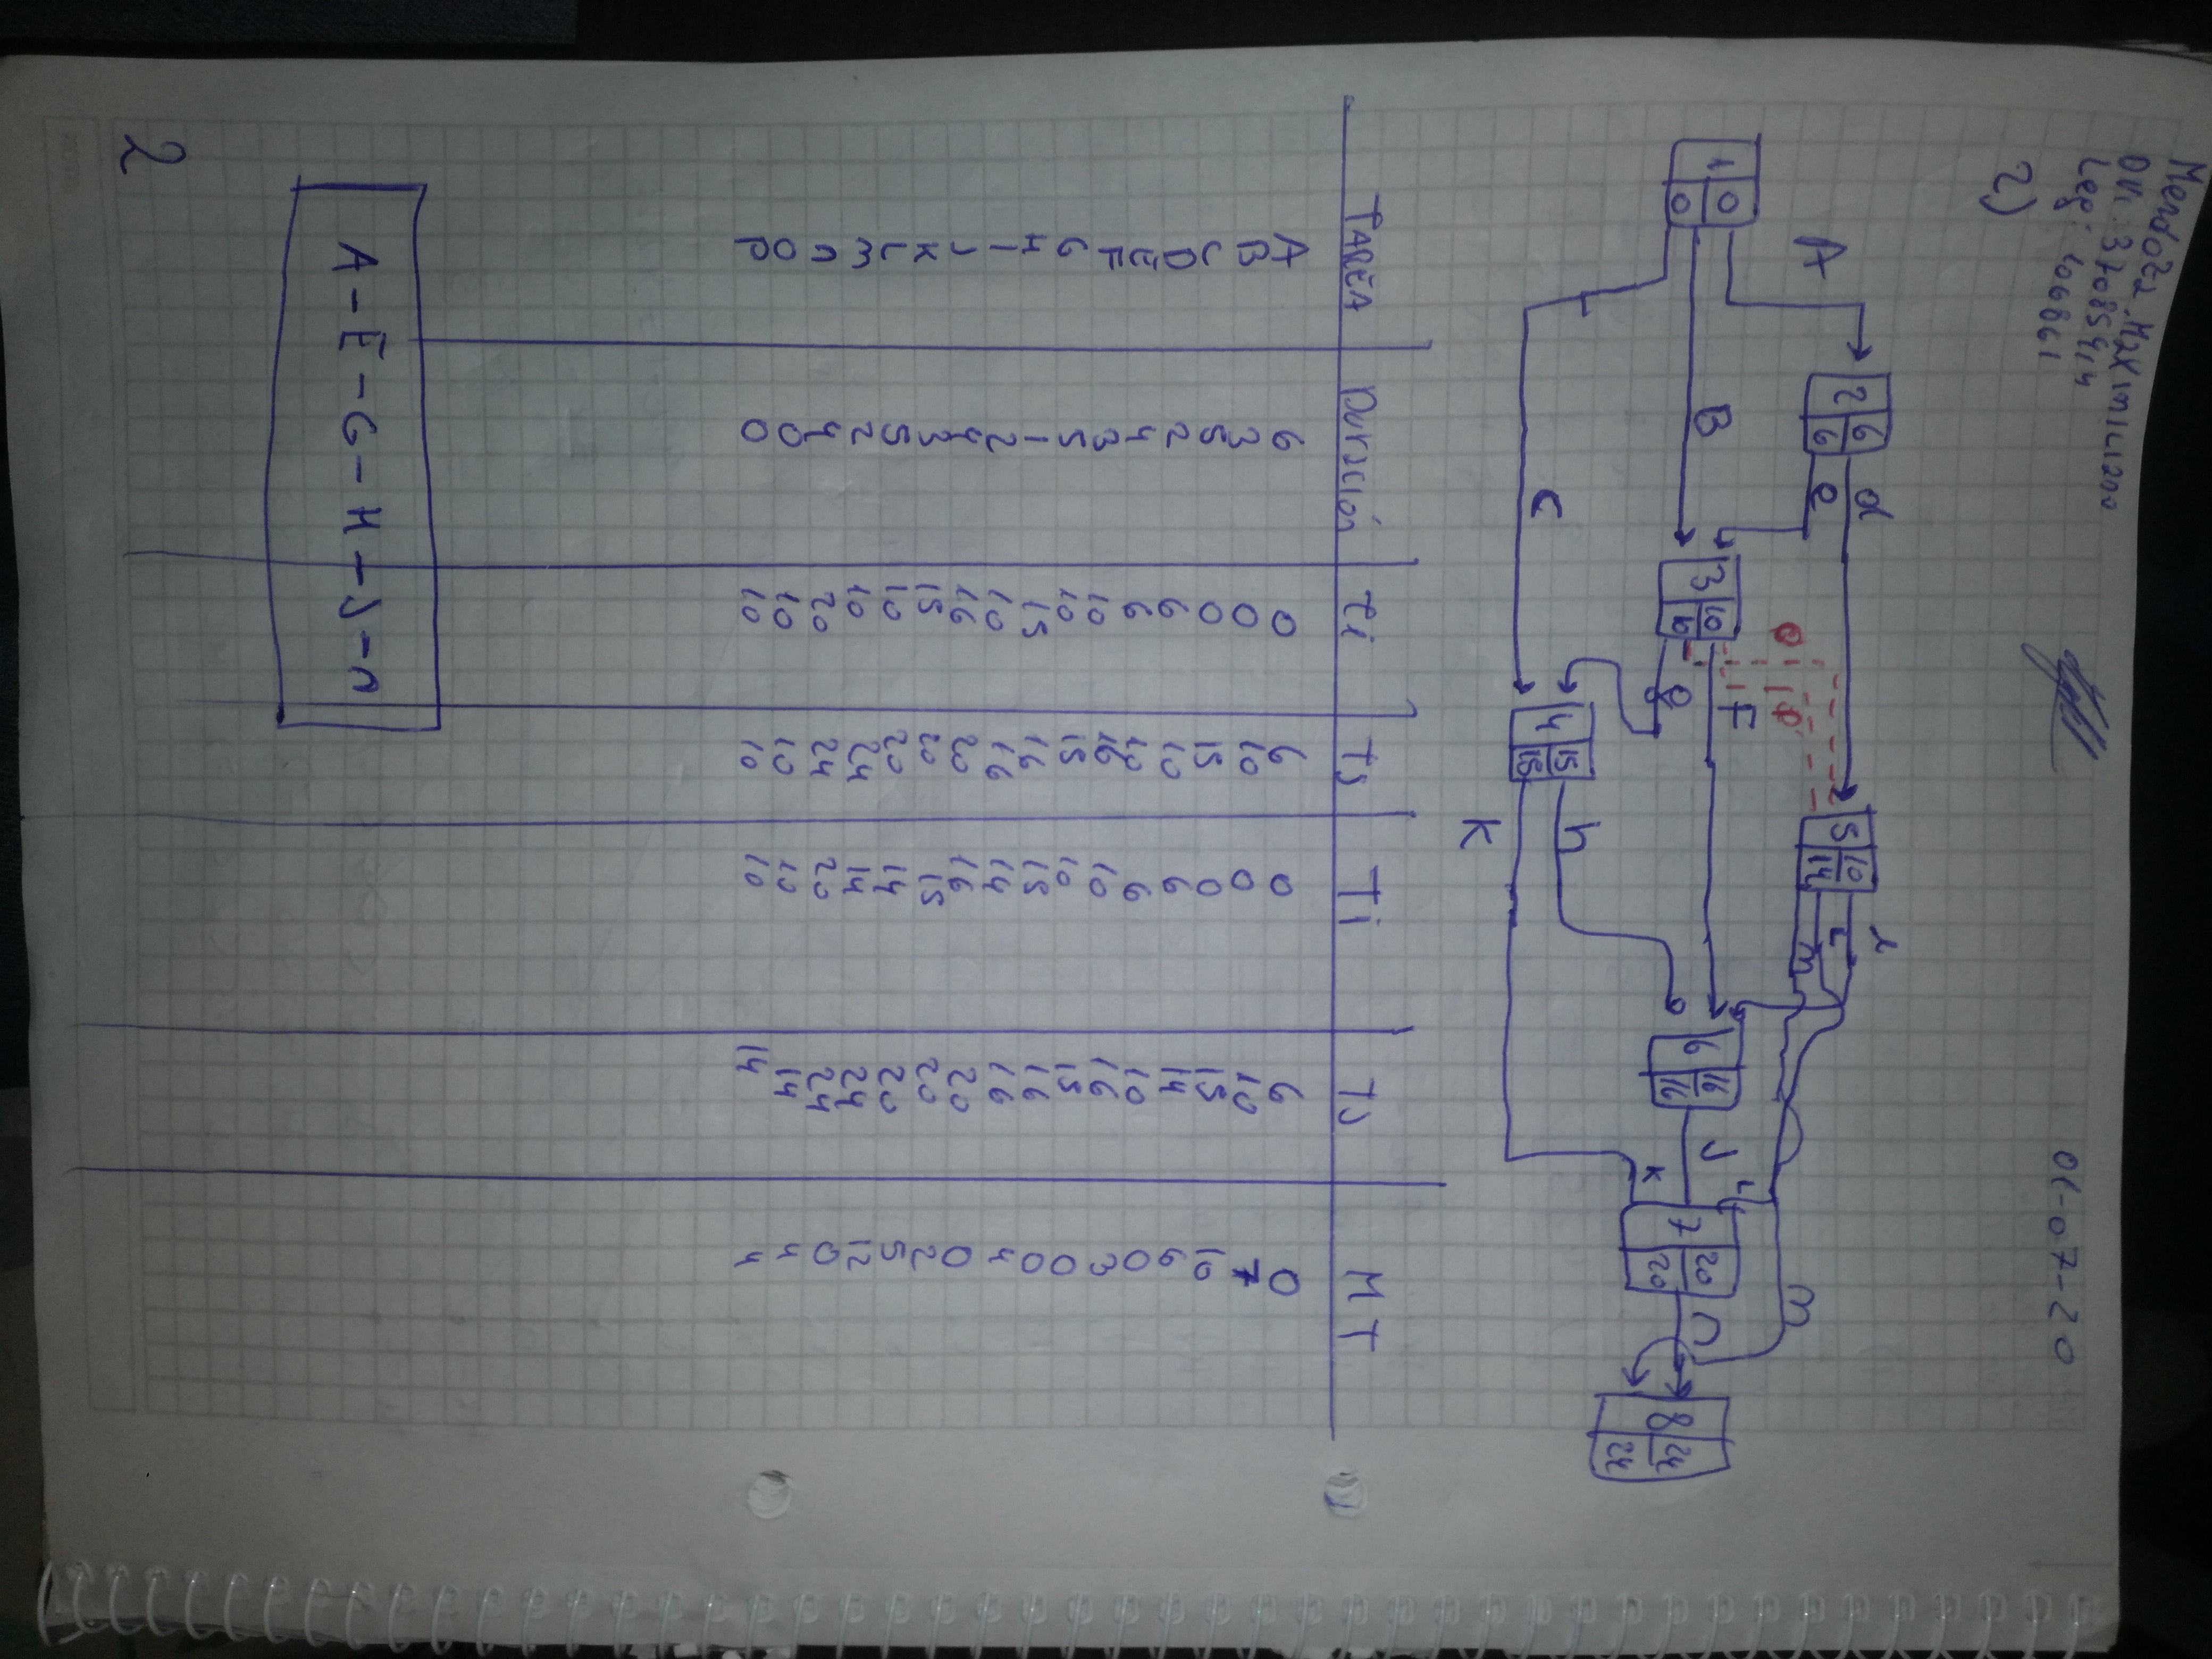 Mendoza Maximiliano
DNi: 37085414
Leg: 106861
01-07-20
2)
A
B
C
d
e
F
g
h
K
i
L
m
m
J
L
K
n
O
P
1 0 0
2 6 6
3 10 10
4 15 15
5 10 14
6 16 16
7 20 20
8 24 24
TAREA Duración ti Ts Ti Ts MT
A 6 0 6 0 6 0
B 3 0 10 0 10 7
C 5 0 15 0 15 10
D 2 6 10 6 14 6
E 4 6 10 6 10 0
F 3 10 16 10 16 3
G 5 10 15 10 15 0
H 1 15 16 15 16 0
I 2 10 16 14 16 4
J 4 16 20 16 20 0
K 3 15 20 15 20 2
L 5 10 20 14 20 5
m 2 10 24 14 24 12
n 4 20 24 20 24 0
O 0 10 10 10 14 4
P 0 10 10 10 14 4
A - E - G - H - J - n
2